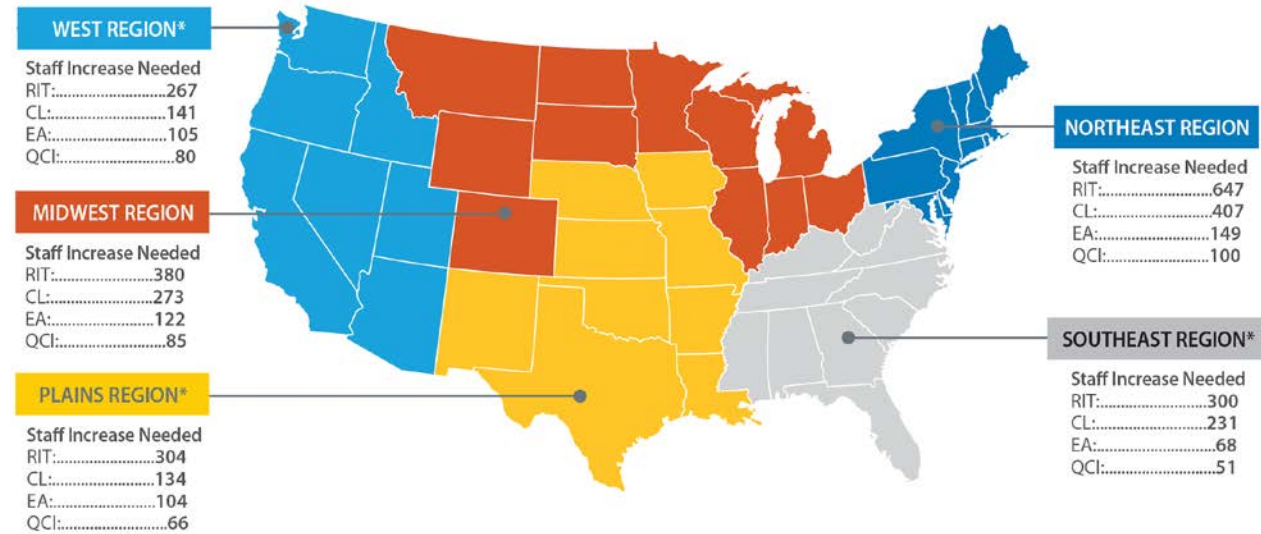 WEST REGION*
Staff Increase Needed
RIT:..............................267
CL:...............................141
EA:...............................105
QCI:..............................80
MIDWEST REGION
Staff Increase Needed
RIT:..........................380
CL:...........................273
EA:...........................122
QCI:..........................85
PLAINS REGION*
Staff Increase Needed
RIT:............................304
CL:.............................134
EA:.............................104
QCI:............................66
NORTHEAST REGION
Staff Increase Needed
RIT:............................647
CL:.............................407
EA:.............................149
QCI:...........................100
SOUTHEAST REGION*
Staff Increase Needed
RIT:............................300
CL:.............................231
EA:.............................68
QCI:............................51